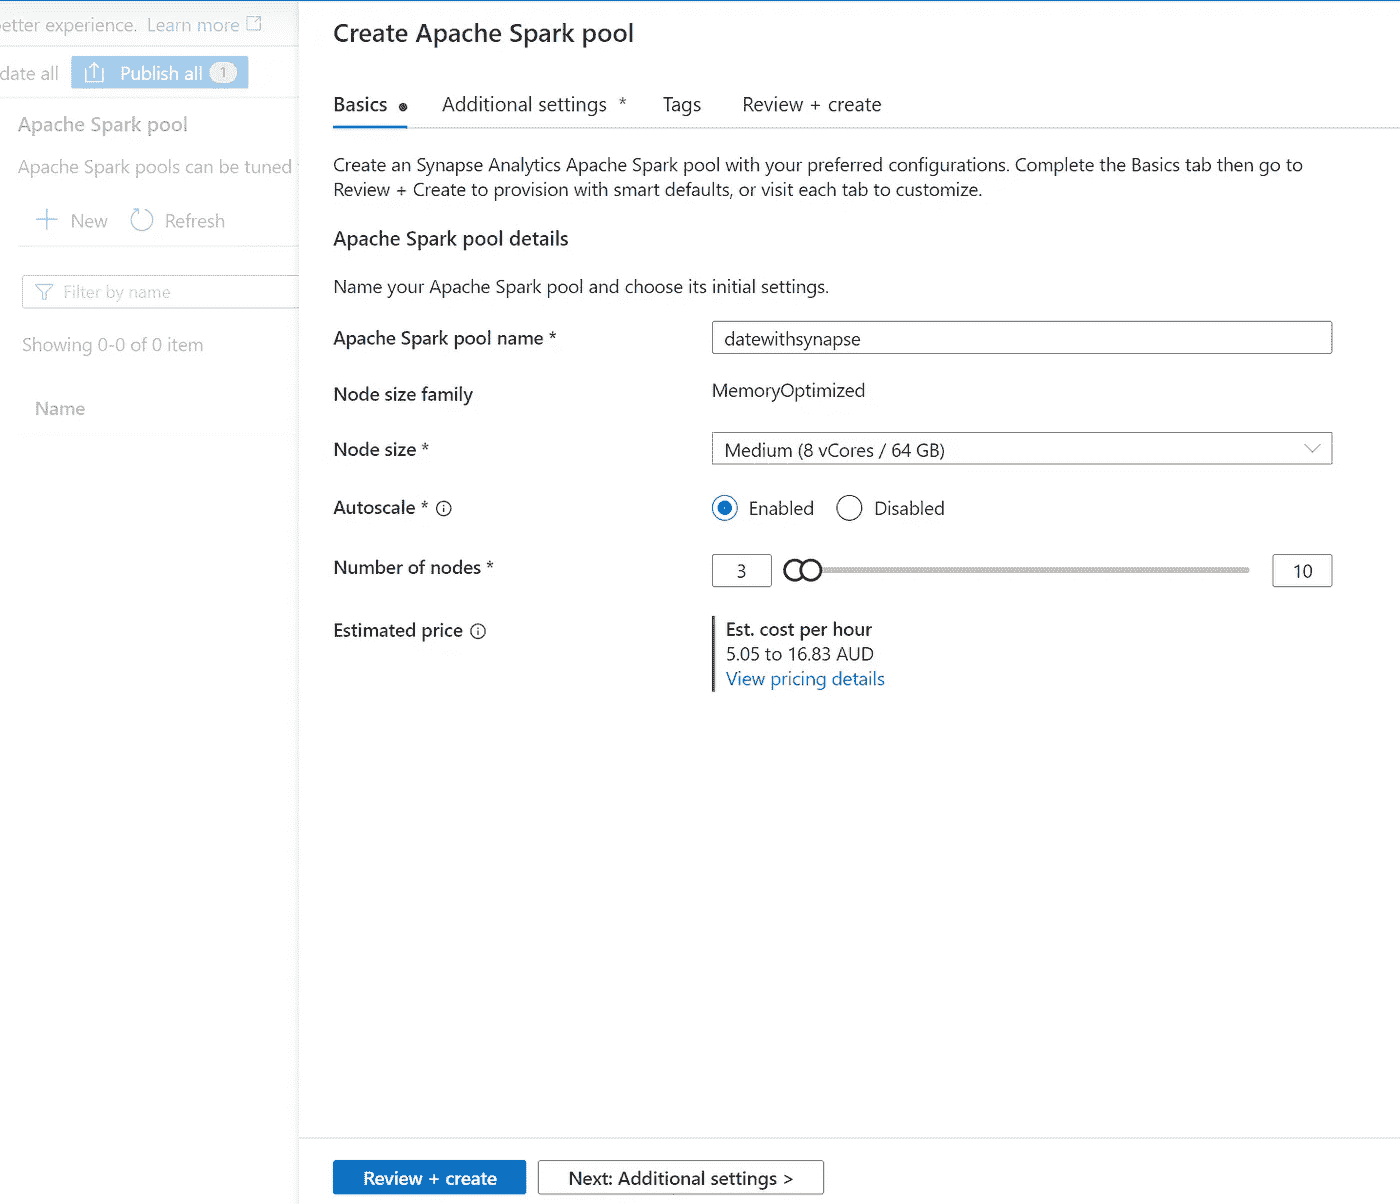 etter experience. Learn more
date all
Publish all 1
Apache Spark pool
Apache Spark pools can be tuned
New
Refresh
Filter by name
Showing 0-0 of 0 item
Name
Create Apache Spark pool
Basics
Additional settings *
Tags
Review + create
Create an Synapse Analytics Apache Spark pool with your preferred configurations. Complete the Basics tab then go to
Review + Create to provision with smart defaults, or visit each tab to customize.
Apache Spark pool details
Name your Apache Spark pool and choose its initial settings.
Apache Spark pool name *
datewithsynapse
Node size family
MemoryOptimized
Node size *
Medium (8 vCores / 64 GB)
Autoscale *
Enabled
Disabled
Number of nodes *
3
10
Estimated price
Est. cost per hour
5.05 to 16.83 AUD
View pricing details
Review + create
Next: Additional settings >